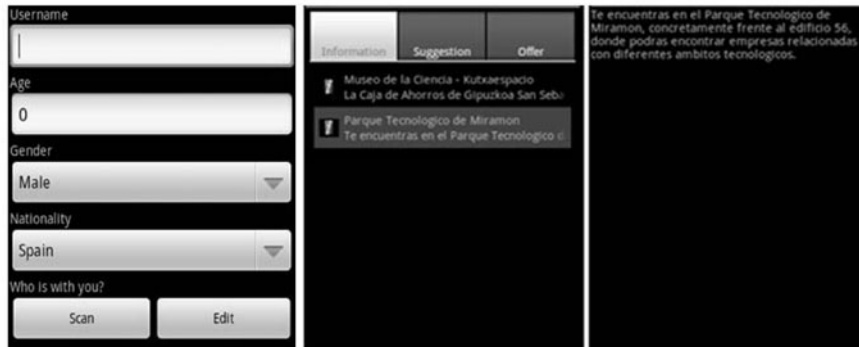 Username
Age
0
Gender
Male
Nationality
Spain
Who is with you?
Scan Edit
Information Suggestion Offer
Museo de la Ciencia - Kutxaespacio
La Caja de Ahorros de Gipuzkoa San Seba
Parque Tecnologico de Miramon
Te encuentras en el Parque Tecnologico d
Te encuentras en el Parque Tecnologico de
Miramon, concretamente frente al edificio 56,
donde podras encontrar empresas relacionadas
con diferentes ambitos tecnologicos.